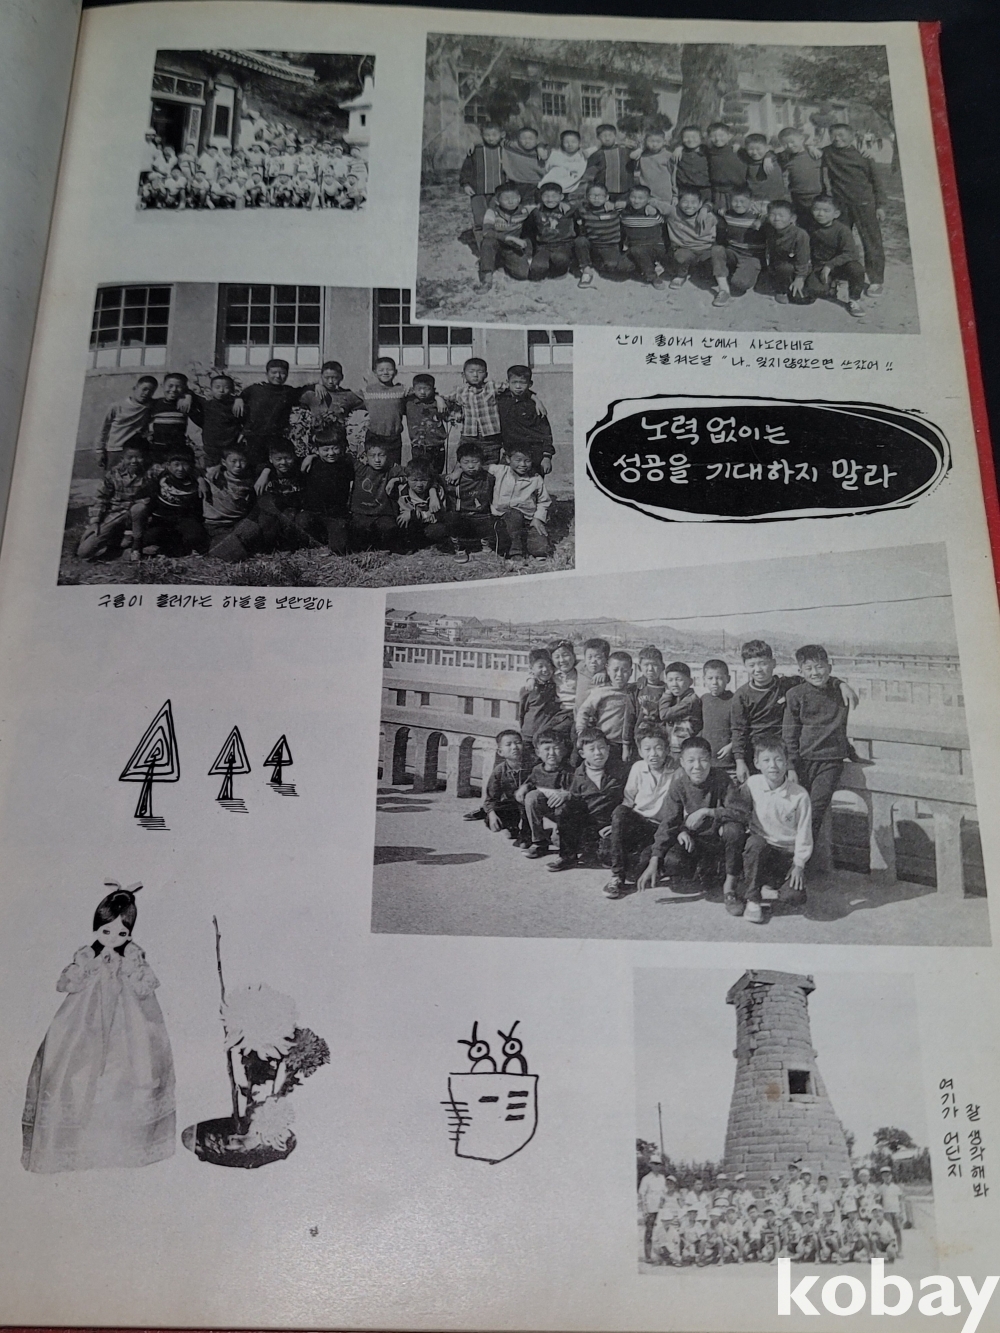 산이 좋아서 산에서 사노라네요
촛불 켜는날 "나.. 잊지않았으면 쓰갔어!!
노력 없이는
성공을 기대하지 말라
구름이 흘러가는 하늘을 보란말야
여기가 어딘지
잘 생각해봐
kobay